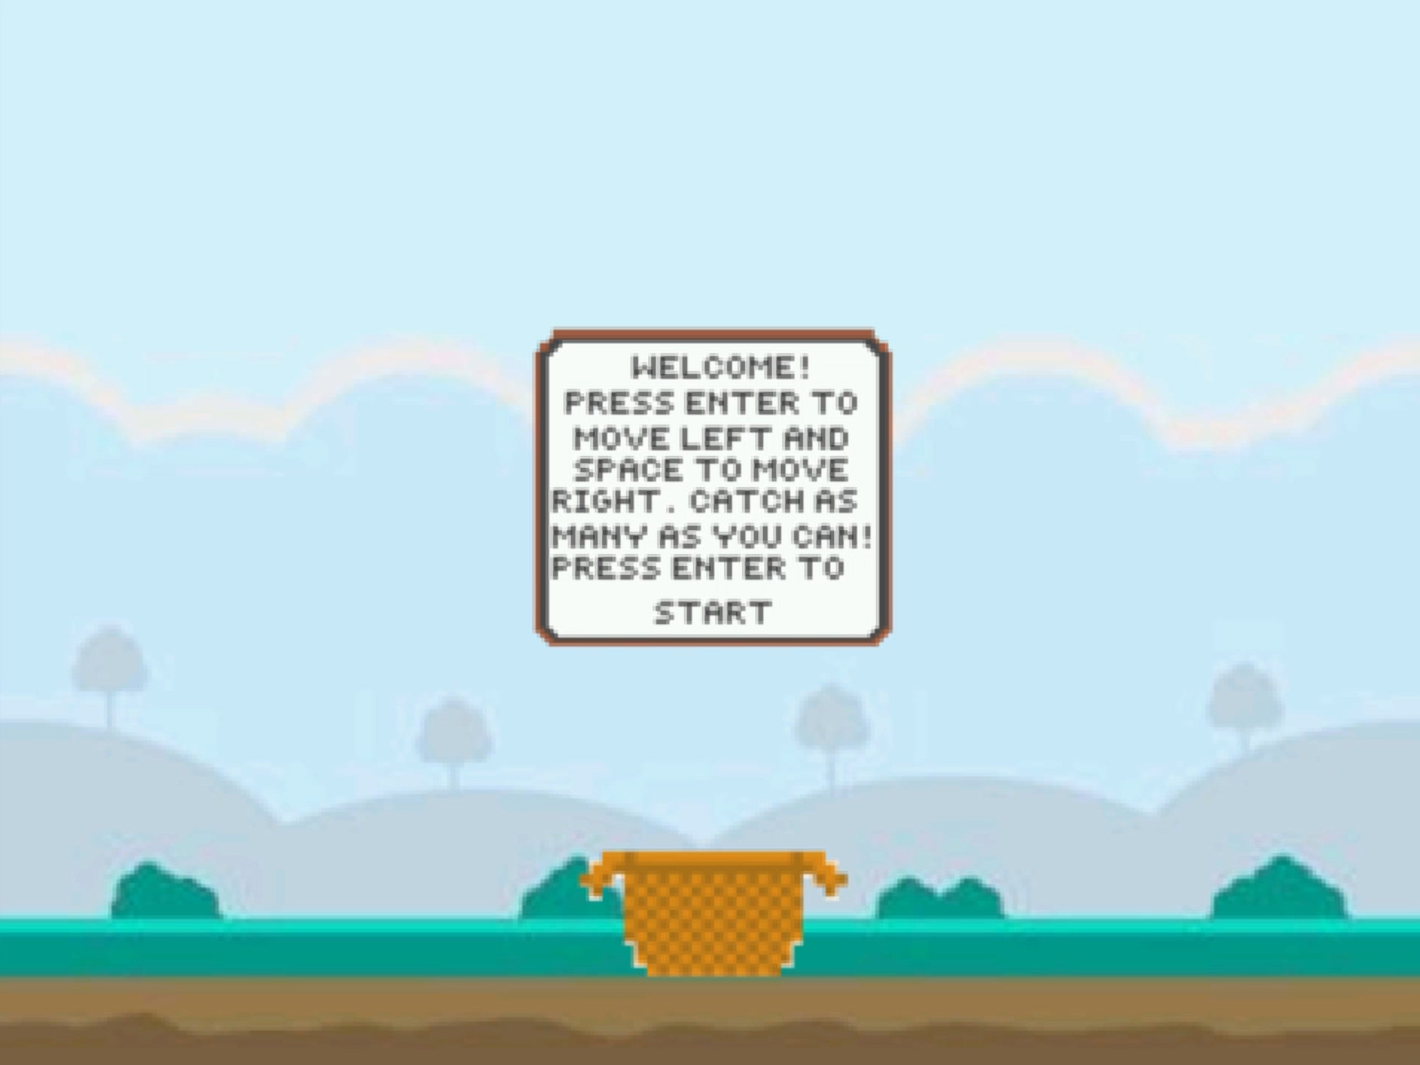 WELCOME!
PRESS ENTER TO
MOVE LEFT AND
SPACE TO MOVE
RIGHT. CATCH AS
MANY AS YOU CAN!
PRESS ENTER TO
START